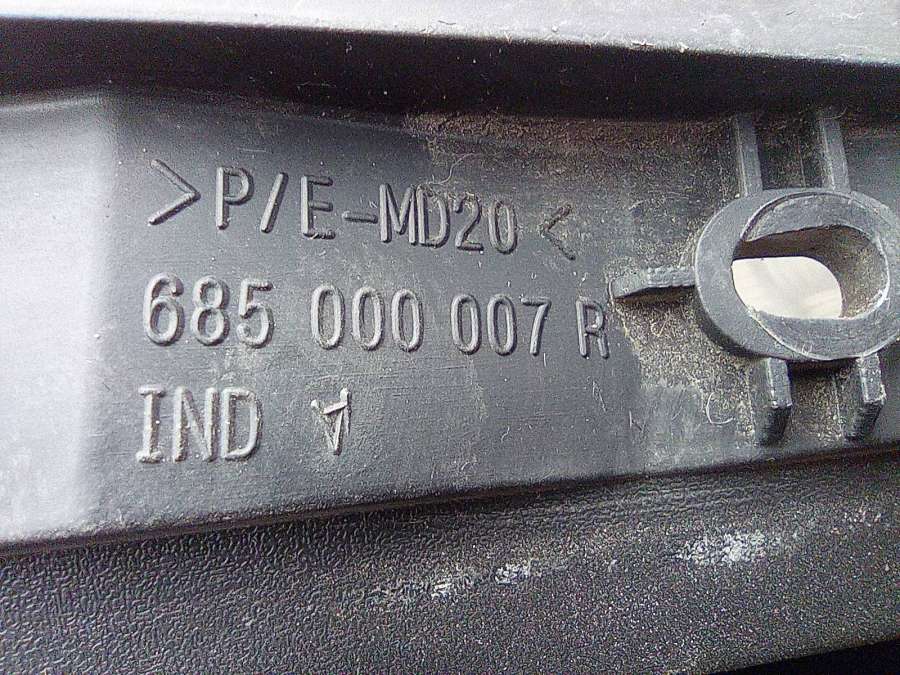 >P/E-MD20<
685 000 007 R
IND A